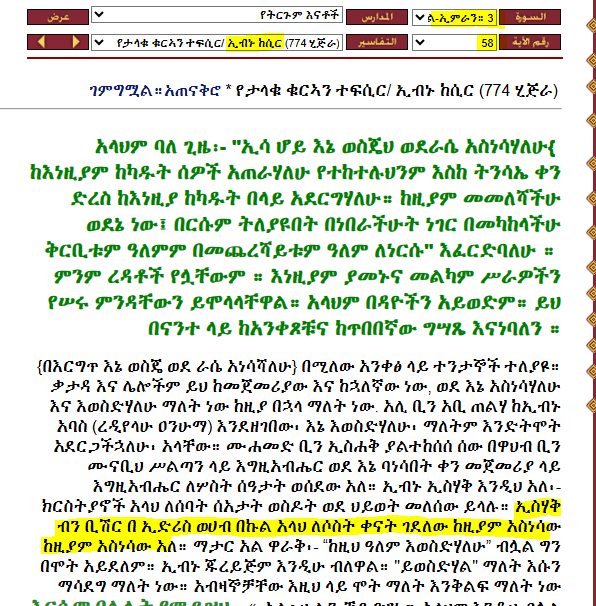 السورة
3 ል-ኢምራን።
المدارس
የትርጉም እናቶች
عرض
رقم الآية
58
التفاسير
የታላቁ ቁርኣን ተፍሲር/ ኢብኑ ከሲር (774 ሂጅራ)
ገምግሟል። አጠናቅሮ * የታላቁ ቁርኣን ተፍሲር/ ኢብኑ ከሲር (774 ሂጅራ)
አላህም ባለ ጊዜ፡- "ኢሳ ሆይ እኔ ወስጄህ ወደራሴ አስነሳሃለሁ{
ከእነዚያም ከካዱት ሰዎች አጠራሃለሁ የተከተሉህንም እስከ ትንሳኤ ቀን
ድረስ ከእነዚያ ከካዱት በላይ አደርግሃለሁ። ከዚያም መመለሻችሁ
ወደኔ ነው፤ በርሱም ትለያዩበት በነበራችሁት ነገር በመካከላችሁ
ቅርቢቱም ዓለምም በመጨረሻይቱም ዓለም ለነርሱ" እፈርድባለሁ ።
ምንም ረዳቶች የሏቸውም ። እነዚያም ያመኑና መልካም ሥራዎችን
የሠሩ ምንዳቸውን ይሞላላቸዋል። አላህም በዳዮችን አይወድም። ይህ
በናንተ ላይ ከአንቀጾቹና ከጥበበኛው ግሣጼ እናነባለን ።
{በእርግጥ እኔ ወስጄ ወደ ራሴ አነሳሻለሁ} በሚለው አንቀፅ ላይ ተንታኞች ተለያዩ።
ቃታዳ እና ሌሎችም ይህ ከመጀመሪያው እና ከኋለኛው ነው, ወደ እኔ አስነሳሃለሁ
እና እወስድሃለሁ ማለት ነው ከዚያ በኋላ ማለት ነው. አሊ ቢን አቢ ጠልሃ ከኢብኑ
አባስ (ረዲየላሁ ዐንሁማ) እንደዘገቡው፡ እኔ እወስድሃለሁ፡ ማለትም እንድትሞት
አደርጋችኋለሁ፡ አላቸው። ሙሐመድ ቢን ኢስሐቅ ያልተከሰሰ ሰው በዋህብ ቢን
ሙናቢህ ሥልጣን ላይ እግዚአብሔር ወደ እኔ ባነሳበት ቀን መጀመሪያ ላይ
እግዚአብሔር ለሦስት ሰዓታት ወሰደው አለ። ኢብኑ ኢስሃቅ እንዲህ አለ፡-
ክርስቲያኖች አላህ ለሰባት ሰአታት ወስዶት ወደ ህይወት መለሰው ይላሉ። ኢስሃቅ
ብን ቢሽር በ ኢድሪስ ወሀብ በኩል አላህ ለሶስት ቀናት ገደለው ከዚያም አስነሳው
ከዚያም አስነሳው አለ። ማታር አል ዋራቅ፡- “ከዚህ ዓለም እወስድሃለሁ” ብሏል ግን
በሞት አይደለም። ኢብኑ ጁረይጅም እንዲሁ ብለዋል። "ይወስድሃል" ማለት እሱን
ማሳደግ ማለት ነው። አብዛኞቻቸው እዚህ ላይ ሞት ማለት እንቅልፍ ማለት ነው